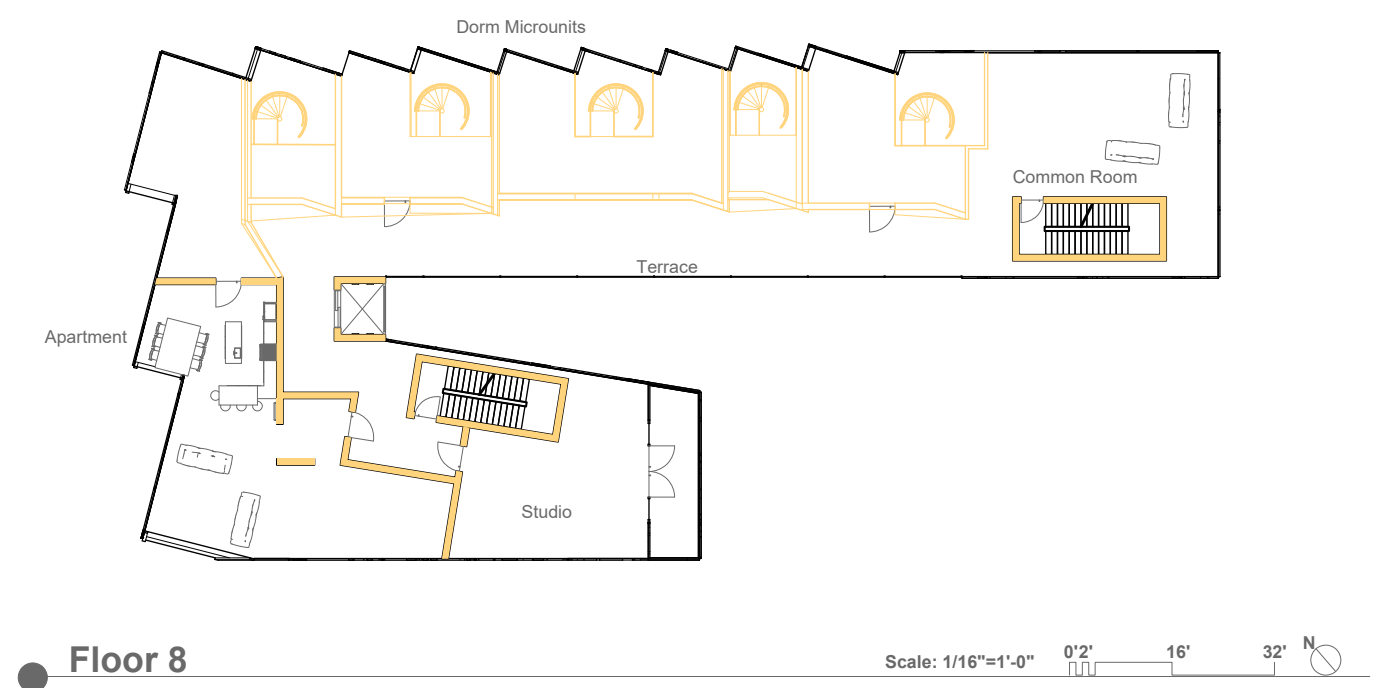 Dorm Microunits
Common Room
Terrace
Apartment
Studio
Floor 8
Scale: 1/16"=1'-0"
0'2' 16' 32'
N